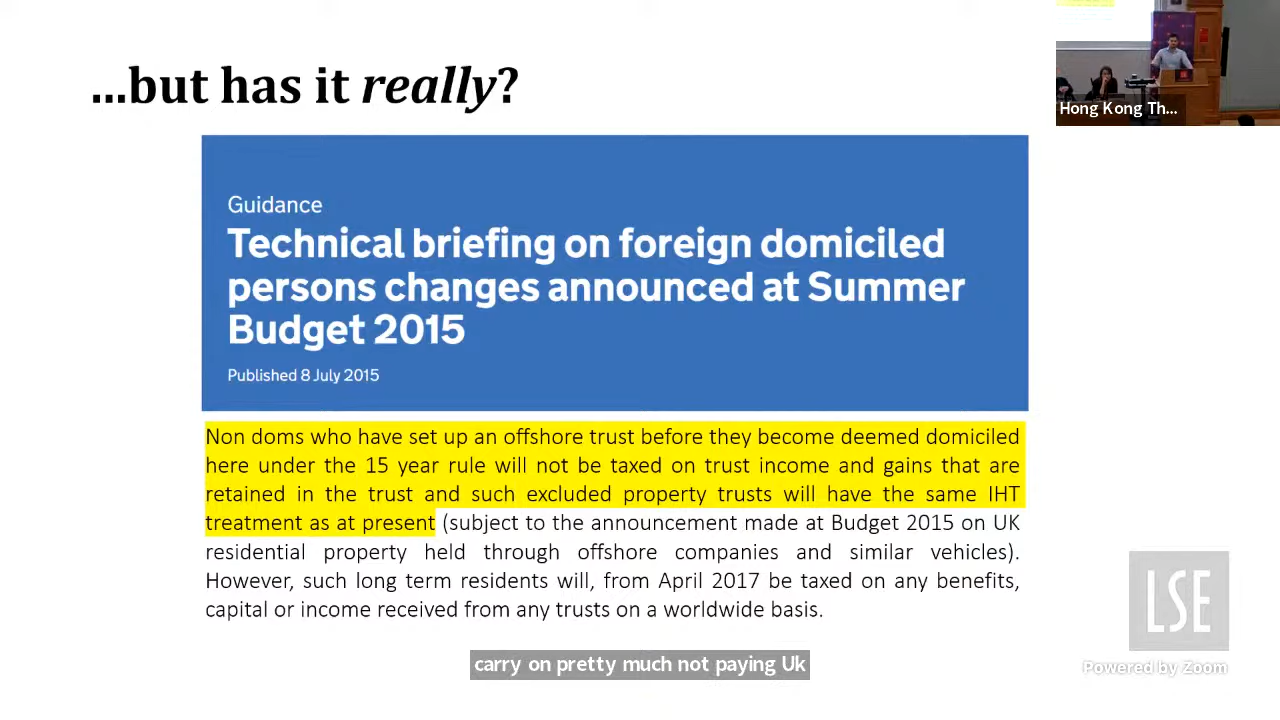 ...but has it really?
Hong Kong Th...
Guidance
Technical briefing on foreign domiciled
persons changes announced at Summer
Budget 2015
Published 8 July 2015
Non doms who have set up an offshore trust before they become deemed domiciled
here under the 15 year rule will not be taxed on trust income and gains that are
retained in the trust and such excluded property trusts will have the same IHT
treatment as at present (subject to the announcement made at Budget 2015 on UK
residential property held through offshore companies and similar vehicles).
However, such long term residents will, from April 2017 be taxed on any benefits,
capital or income received from any trusts on a worldwide basis.
LSE
Powered by Zoom
carry on pretty much not paying Uk